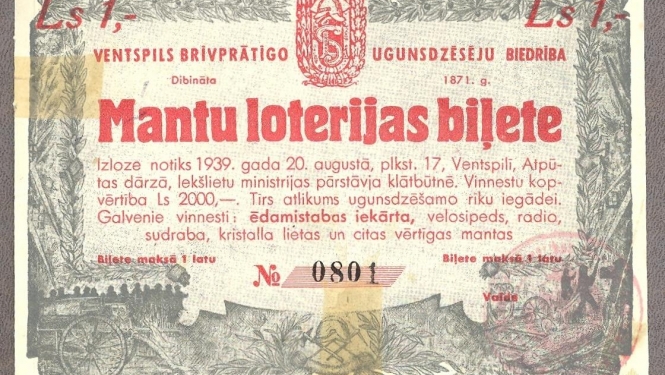 Ls 1,- Ls 1,-
VENTSPILS BRĪVPRĀTĪGO UGUNSDZĒSĒJU BIEDRĪBA
Dibināta 1871. g.
Mantu loterijas biļete
Izloze notiks 1939. gada 20. augustā, plkst. 17, Ventspilī, Atpū-
tas dārzā, Iekšlietu ministrijas pārstāvja klātbūtnē. Vinnestu kop-
vērtība Ls 2000,—. Tīrs atlikums ugunsdzēšamo rīku iegādei.
Galvenie vinnesti: ēdamistabas iekārta, velosipeds, radio,
sudraba, kristalla lietas un citas vērtīgas mantas
Biļete maksā 1 latu Biļete maksā 1 latu
№ 0801
Valde